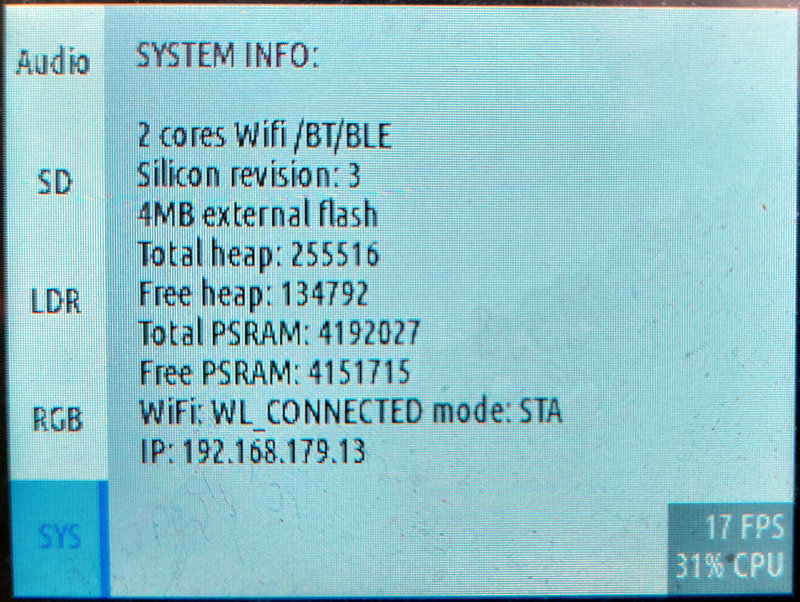 Audio
SD
LDR
RGB
SYS
SYSTEM INFO:
2 cores Wifi /BT/BLE
Silicon revision: 3
4MB external flash
Total heap: 255516
Free heap: 134792
Total PSRAM: 4192027
Free PSRAM: 4151715
WiFi: WL_CONNECTED mode: STA
IP: 192.168.179.13
17 FPS
31% CPU